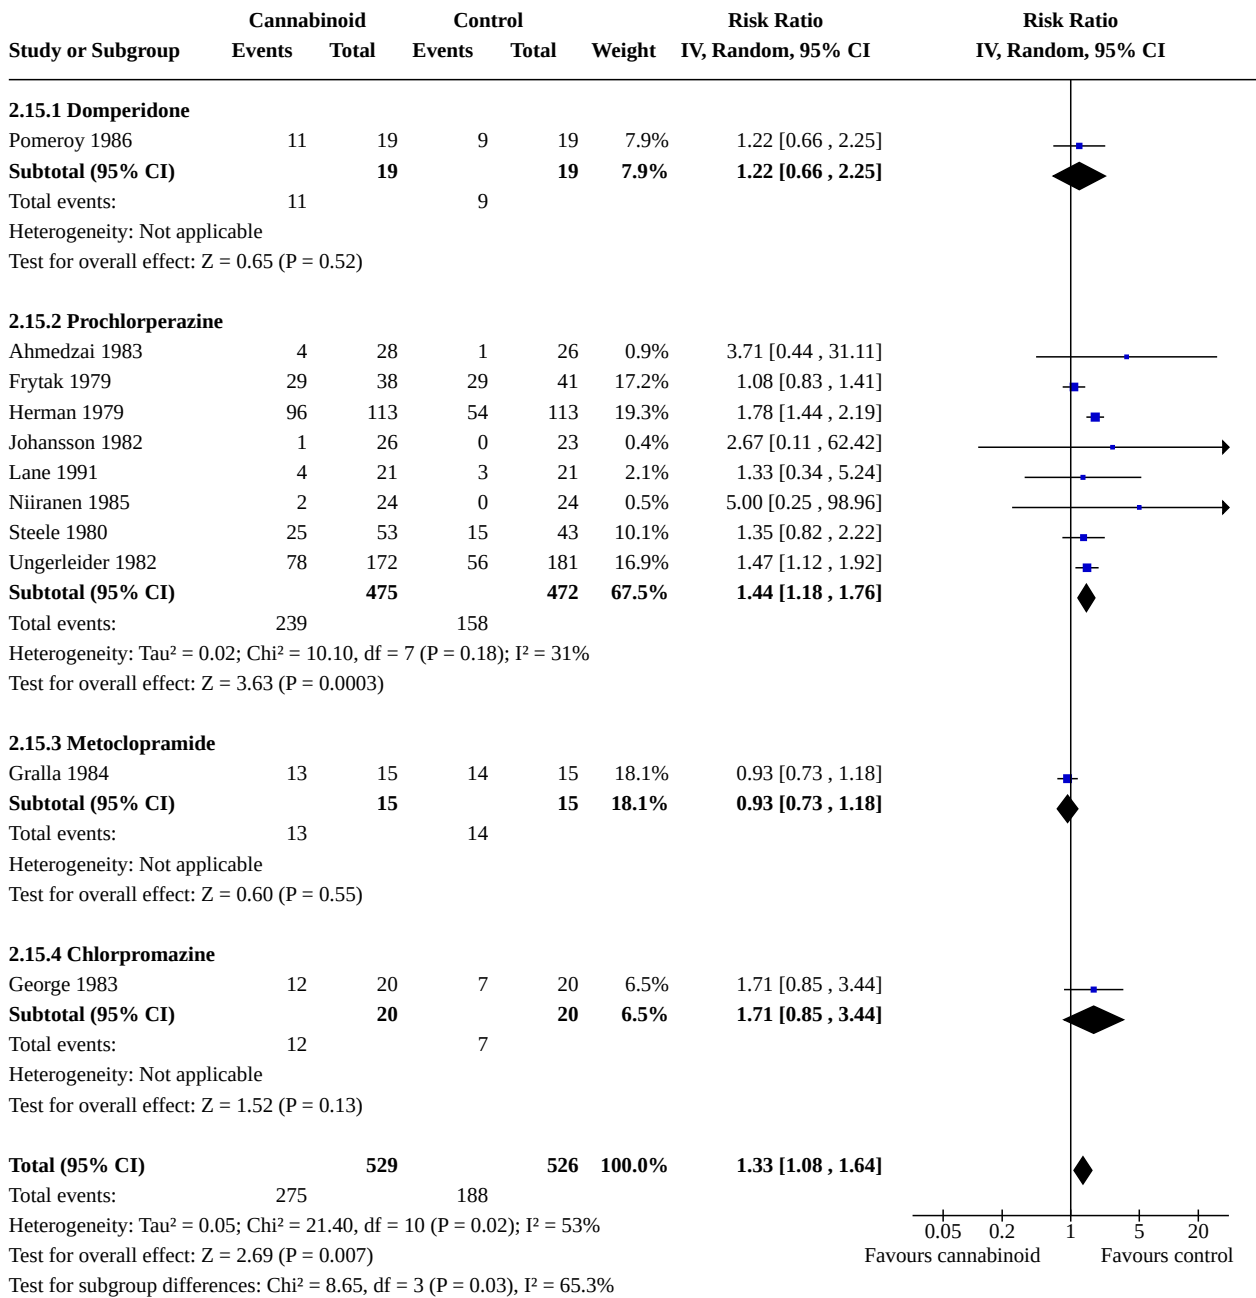 Cannabinoid Control Risk Ratio Risk Ratio
Study or Subgroup Events Total Events Total Weight IV, Random, 95% CI IV, Random, 95% CI
2.15.1 Domperidone
Pomeroy 1986 11 19 9 19 7.9% 1.22 [0.66 , 2.25]
Subtotal (95% CI) 19 19 7.9% 1.22 [0.66 , 2.25]
Total events: 11 9
Heterogeneity: Not applicable
Test for overall effect: Z = 0.65 (P = 0.52)
2.15.2 Prochlorperazine
Ahmedzai 1983 4 28 1 26 0.9% 3.71 [0.44 , 31.11]
Frytak 1979 29 38 29 41 17.2% 1.08 [0.83 , 1.41]
Herman 1979 96 113 54 113 19.3% 1.78 [1.44 , 2.19]
Johansson 1982 1 26 0 23 0.4% 2.67 [0.11 , 62.42]
Lane 1991 4 21 3 21 2.1% 1.33 [0.34 , 5.24]
Niiranen 1985 2 24 0 24 0.5% 5.00 [0.25 , 98.96]
Steele 1980 25 53 15 43 10.1% 1.35 [0.82 , 2.22]
Ungerleider 1982 78 172 56 181 16.9% 1.47 [1.12 , 1.92]
Subtotal (95% CI) 475 472 67.5% 1.44 [1.18 , 1.76]
Total events: 239 158
Heterogeneity: Tau² = 0.02; Chi² = 10.10, df = 7 (P = 0.18); I² = 31%
Test for overall effect: Z = 3.63 (P = 0.0003)
2.15.3 Metoclopramide
Gralla 1984 13 15 14 15 18.1% 0.93 [0.73 , 1.18]
Subtotal (95% CI) 15 15 18.1% 0.93 [0.73 , 1.18]
Total events: 13 14
Heterogeneity: Not applicable
Test for overall effect: Z = 0.60 (P = 0.55)
2.15.4 Chlorpromazine
George 1983 12 20 7 20 6.5% 1.71 [0.85 , 3.44]
Subtotal (95% CI) 20 20 6.5% 1.71 [0.85 , 3.44]
Total events: 12 7
Heterogeneity: Not applicable
Test for overall effect: Z = 1.52 (P = 0.13)
Total (95% CI) 529 526 100.0% 1.33 [1.08 , 1.64]
Total events: 275 188
Heterogeneity: Tau² = 0.05; Chi² = 21.40, df = 10 (P = 0.02); I² = 53%
0.05 0.2 1 5 20
Test for overall effect: Z = 2.69 (P = 0.007) Favours cannabinoid Favours control
Test for subgroup differences: Chi² = 8.65, df = 3 (P = 0.03), I² = 65.3%